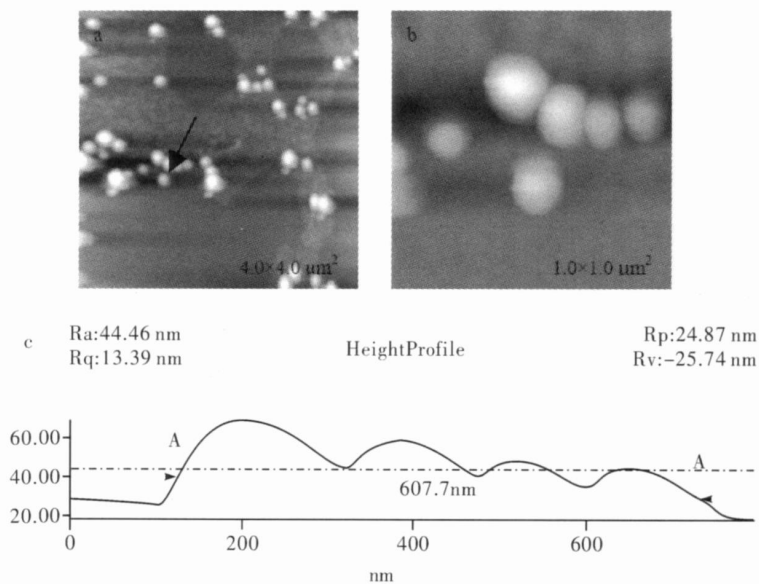 a
b
4.0×4.0 um²
1.0×1.0 um²
c
Ra:44.46 nm
Rq:13.39 nm
HeightProfile
Rp:24.87 nm
Rv:-25.74 nm
60.00
40.00
20.00
A
A
607.7nm
0
200
400
600
nm